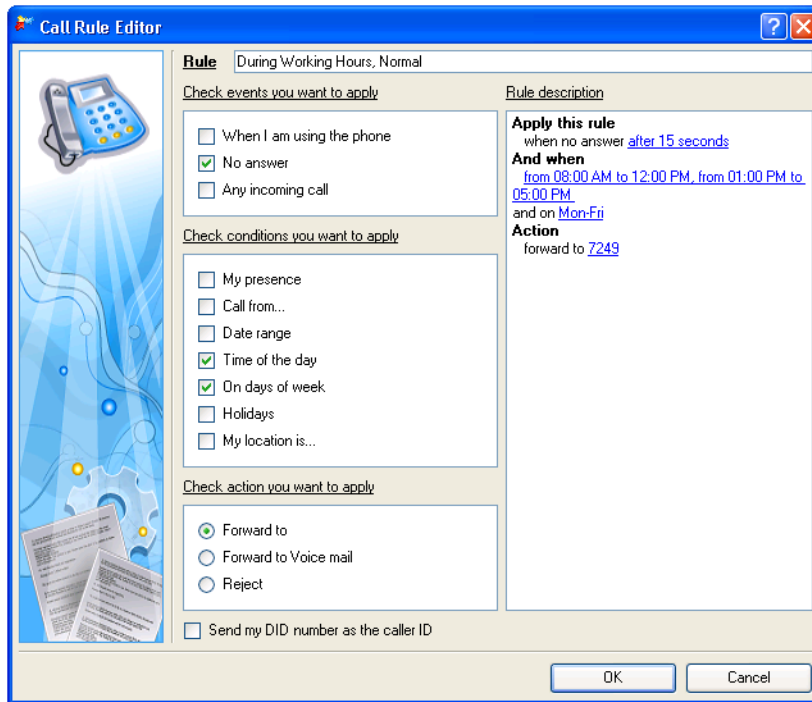 Call Rule Editor
Rule During Working Hours, Normal
Check events you want to apply
When I am using the phone
No answer
Any incoming call
Check conditions you want to apply
My presence
Call from...
Date range
Time of the day
On days of week
Holidays
My location is...
Check action you want to apply
Forward to
Forward to Voice mail
Reject
Send my DID number as the caller ID
Rule description
Apply this rule
when no answer after 15 seconds
And when
from 08:00 AM to 12:00 PM, from 01:00 PM to
05:00 PM
and on Mon-Fri
Action
forward to 7249
OK
Cancel